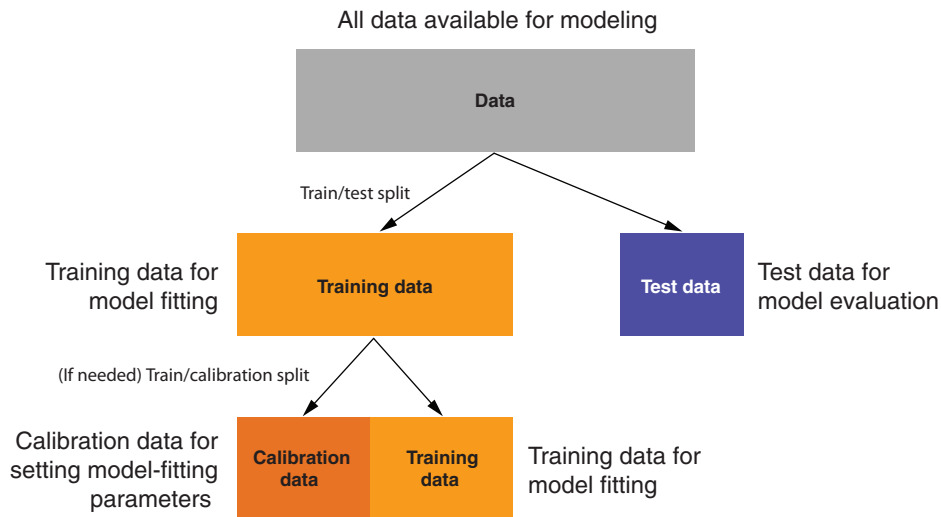 All data available for modeling
Data
Train/test split
Training data for
model fitting
Training data
Test data
Test data for
model evaluation
(If needed) Train/calibration split
Calibration data for
setting model-fitting
parameters
Calibration
data
Training
data
Training data for
model fitting